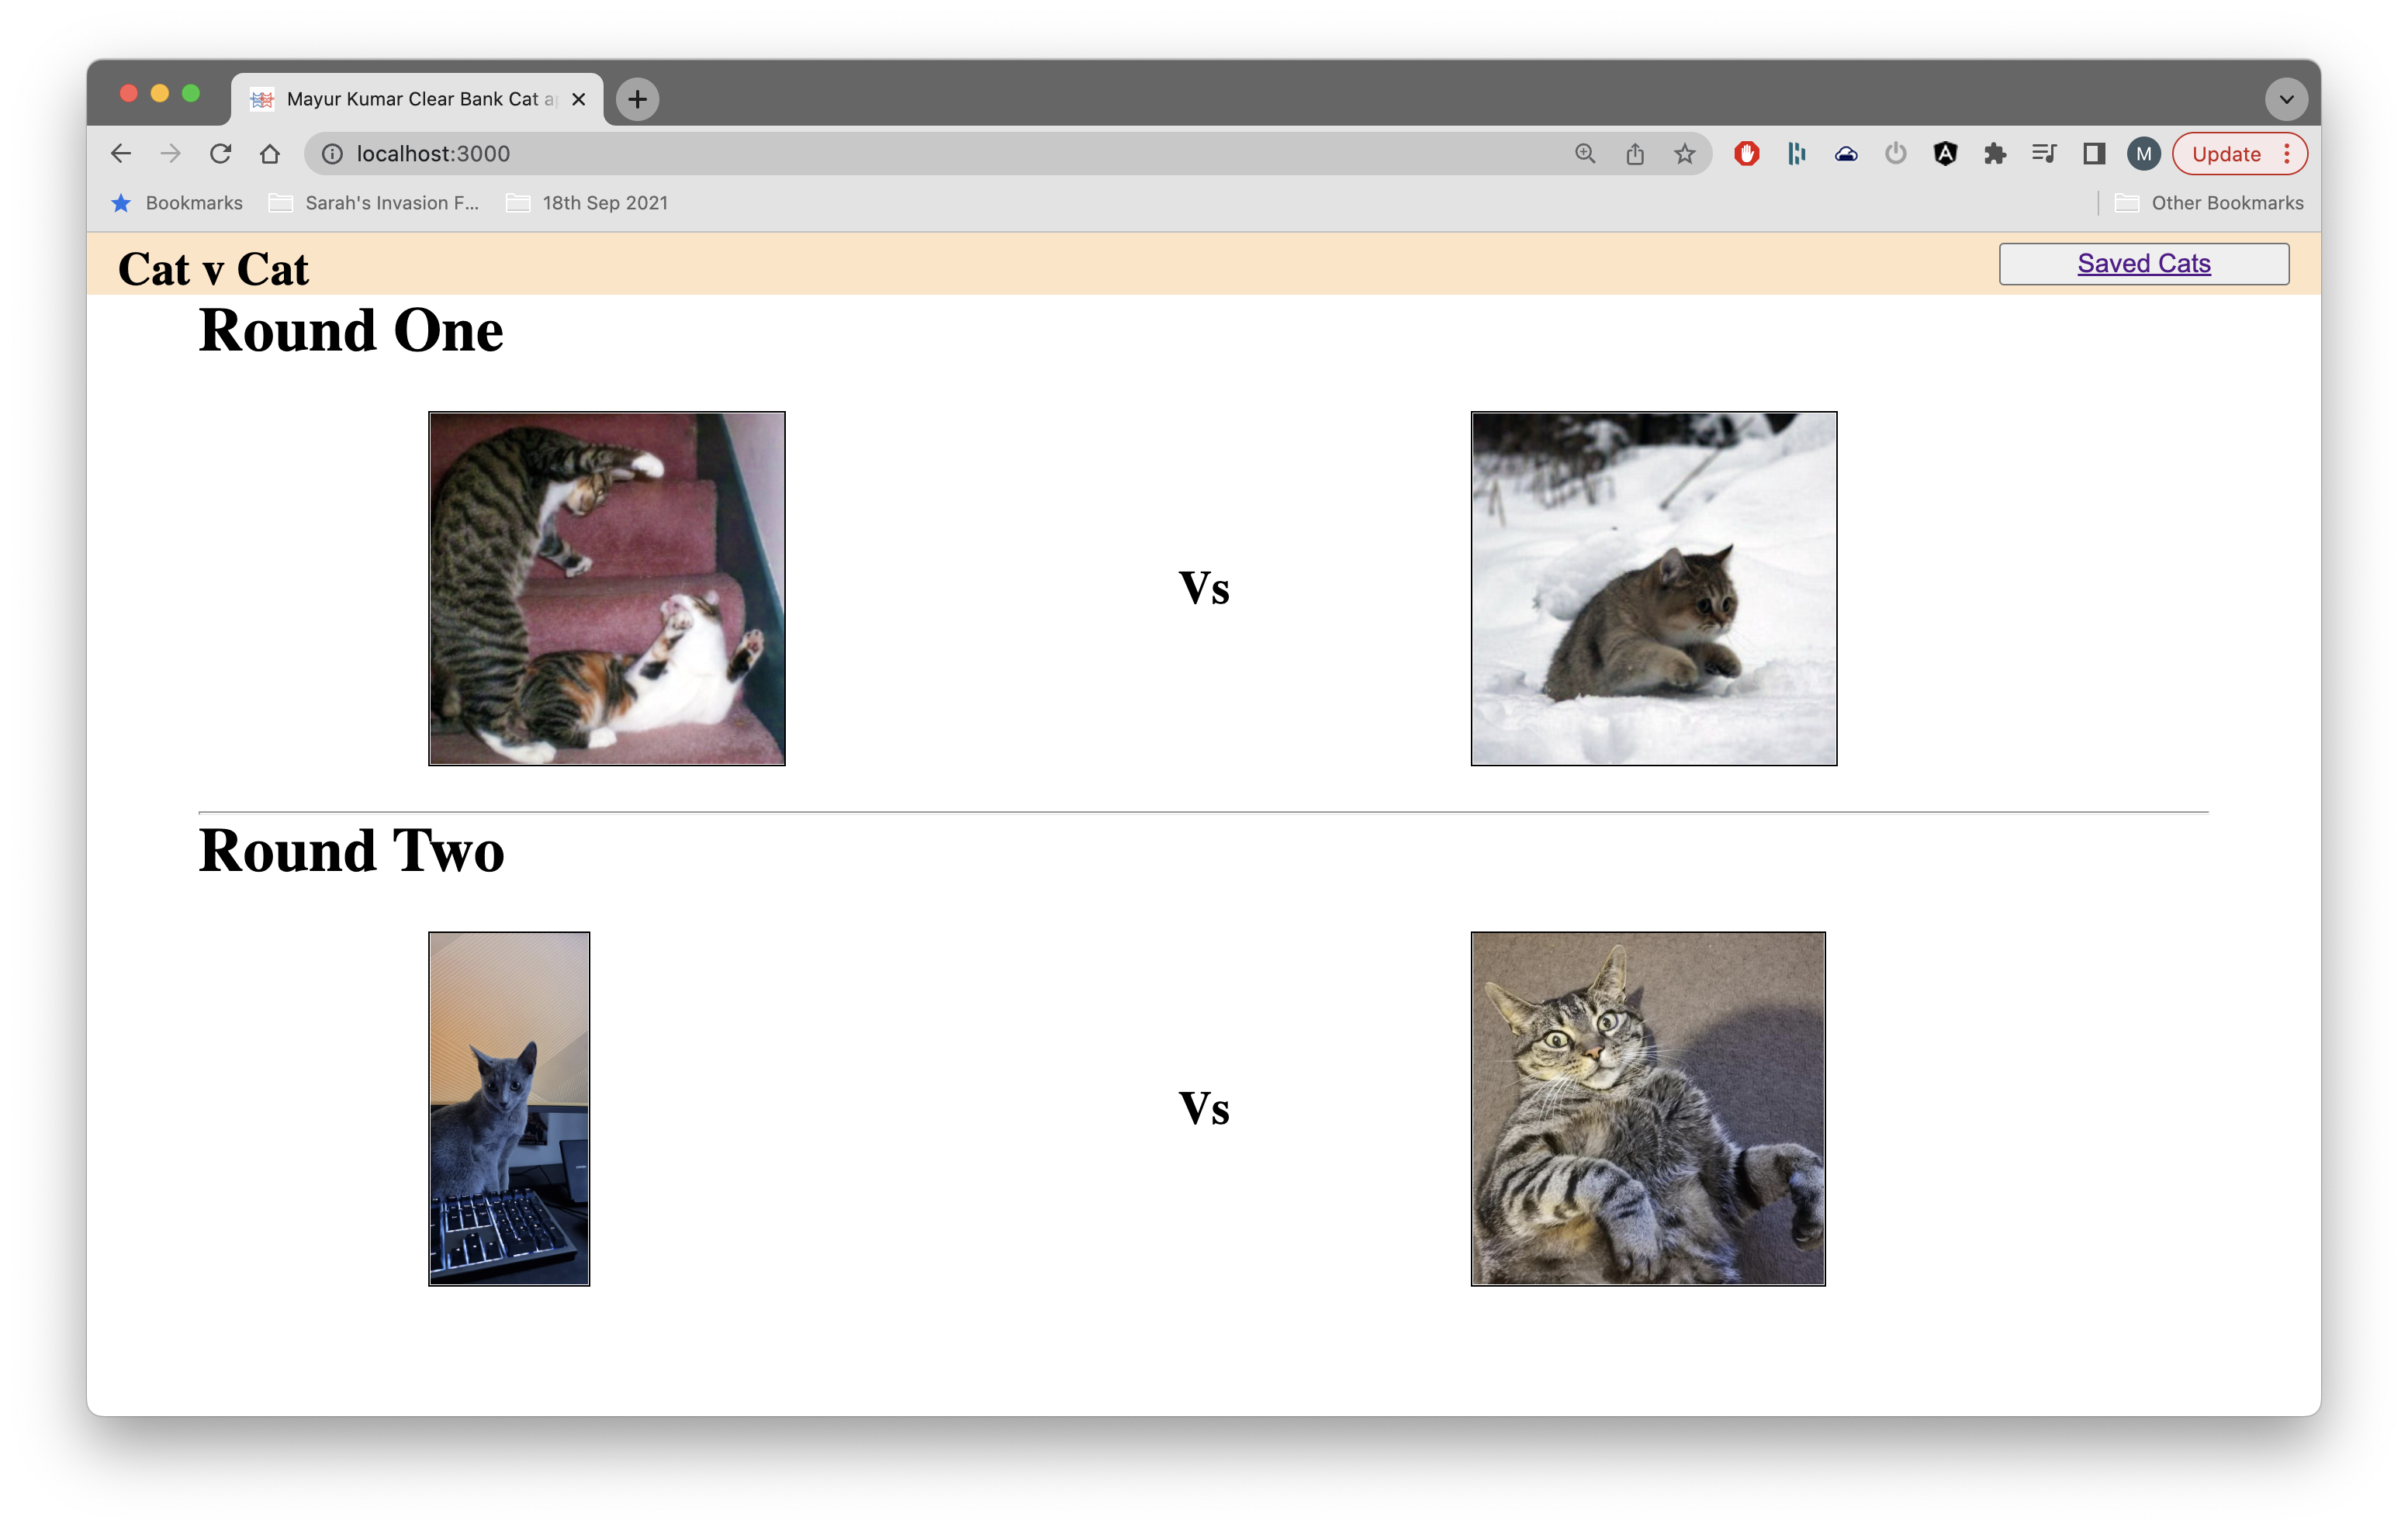 Mayur Kumar Clear Bank Cat a
localhost:3000
M
Update
Bookmarks
Sarah's Invasion F...
18th Sep 2021
Other Bookmarks
Cat v Cat
Saved Cats
Round One
Vs
Round Two
Vs